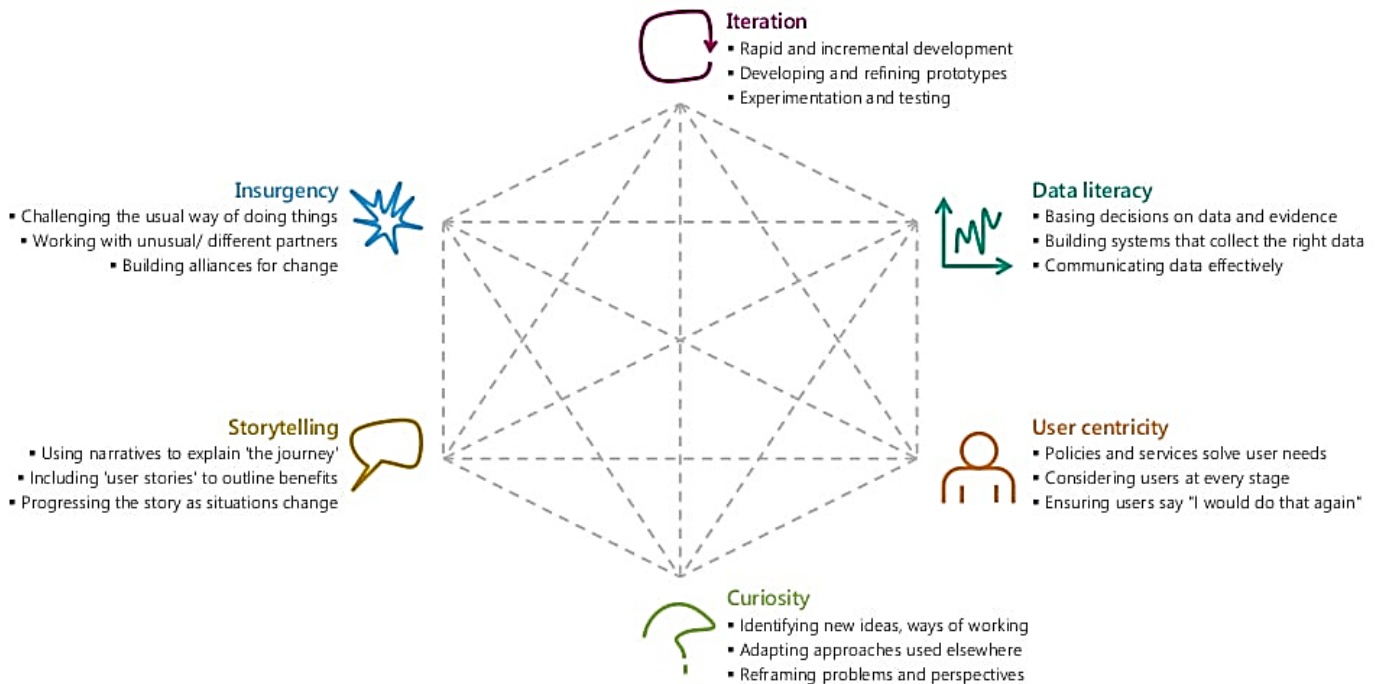 Iteration
▪ Rapid and incremental development
▪ Developing and refining prototypes
▪ Experimentation and testing
Insurgency
▪ Challenging the usual way of doing things
▪ Working with unusual/ different partners
▪ Building alliances for change
Data literacy
▪ Basing decisions on data and evidence
▪ Building systems that collect the right data
▪ Communicating data effectively
Storytelling
▪ Using narratives to explain 'the journey'
▪ Including 'user stories' to outline benefits
▪ Progressing the story as situations change
User centricity
▪ Policies and services solve user needs
▪ Considering users at every stage
▪ Ensuring users say "I would do that again"
Curiosity
▪ Identifying new ideas, ways of working
▪ Adapting approaches used elsewhere
▪ Reframing problems and perspectives